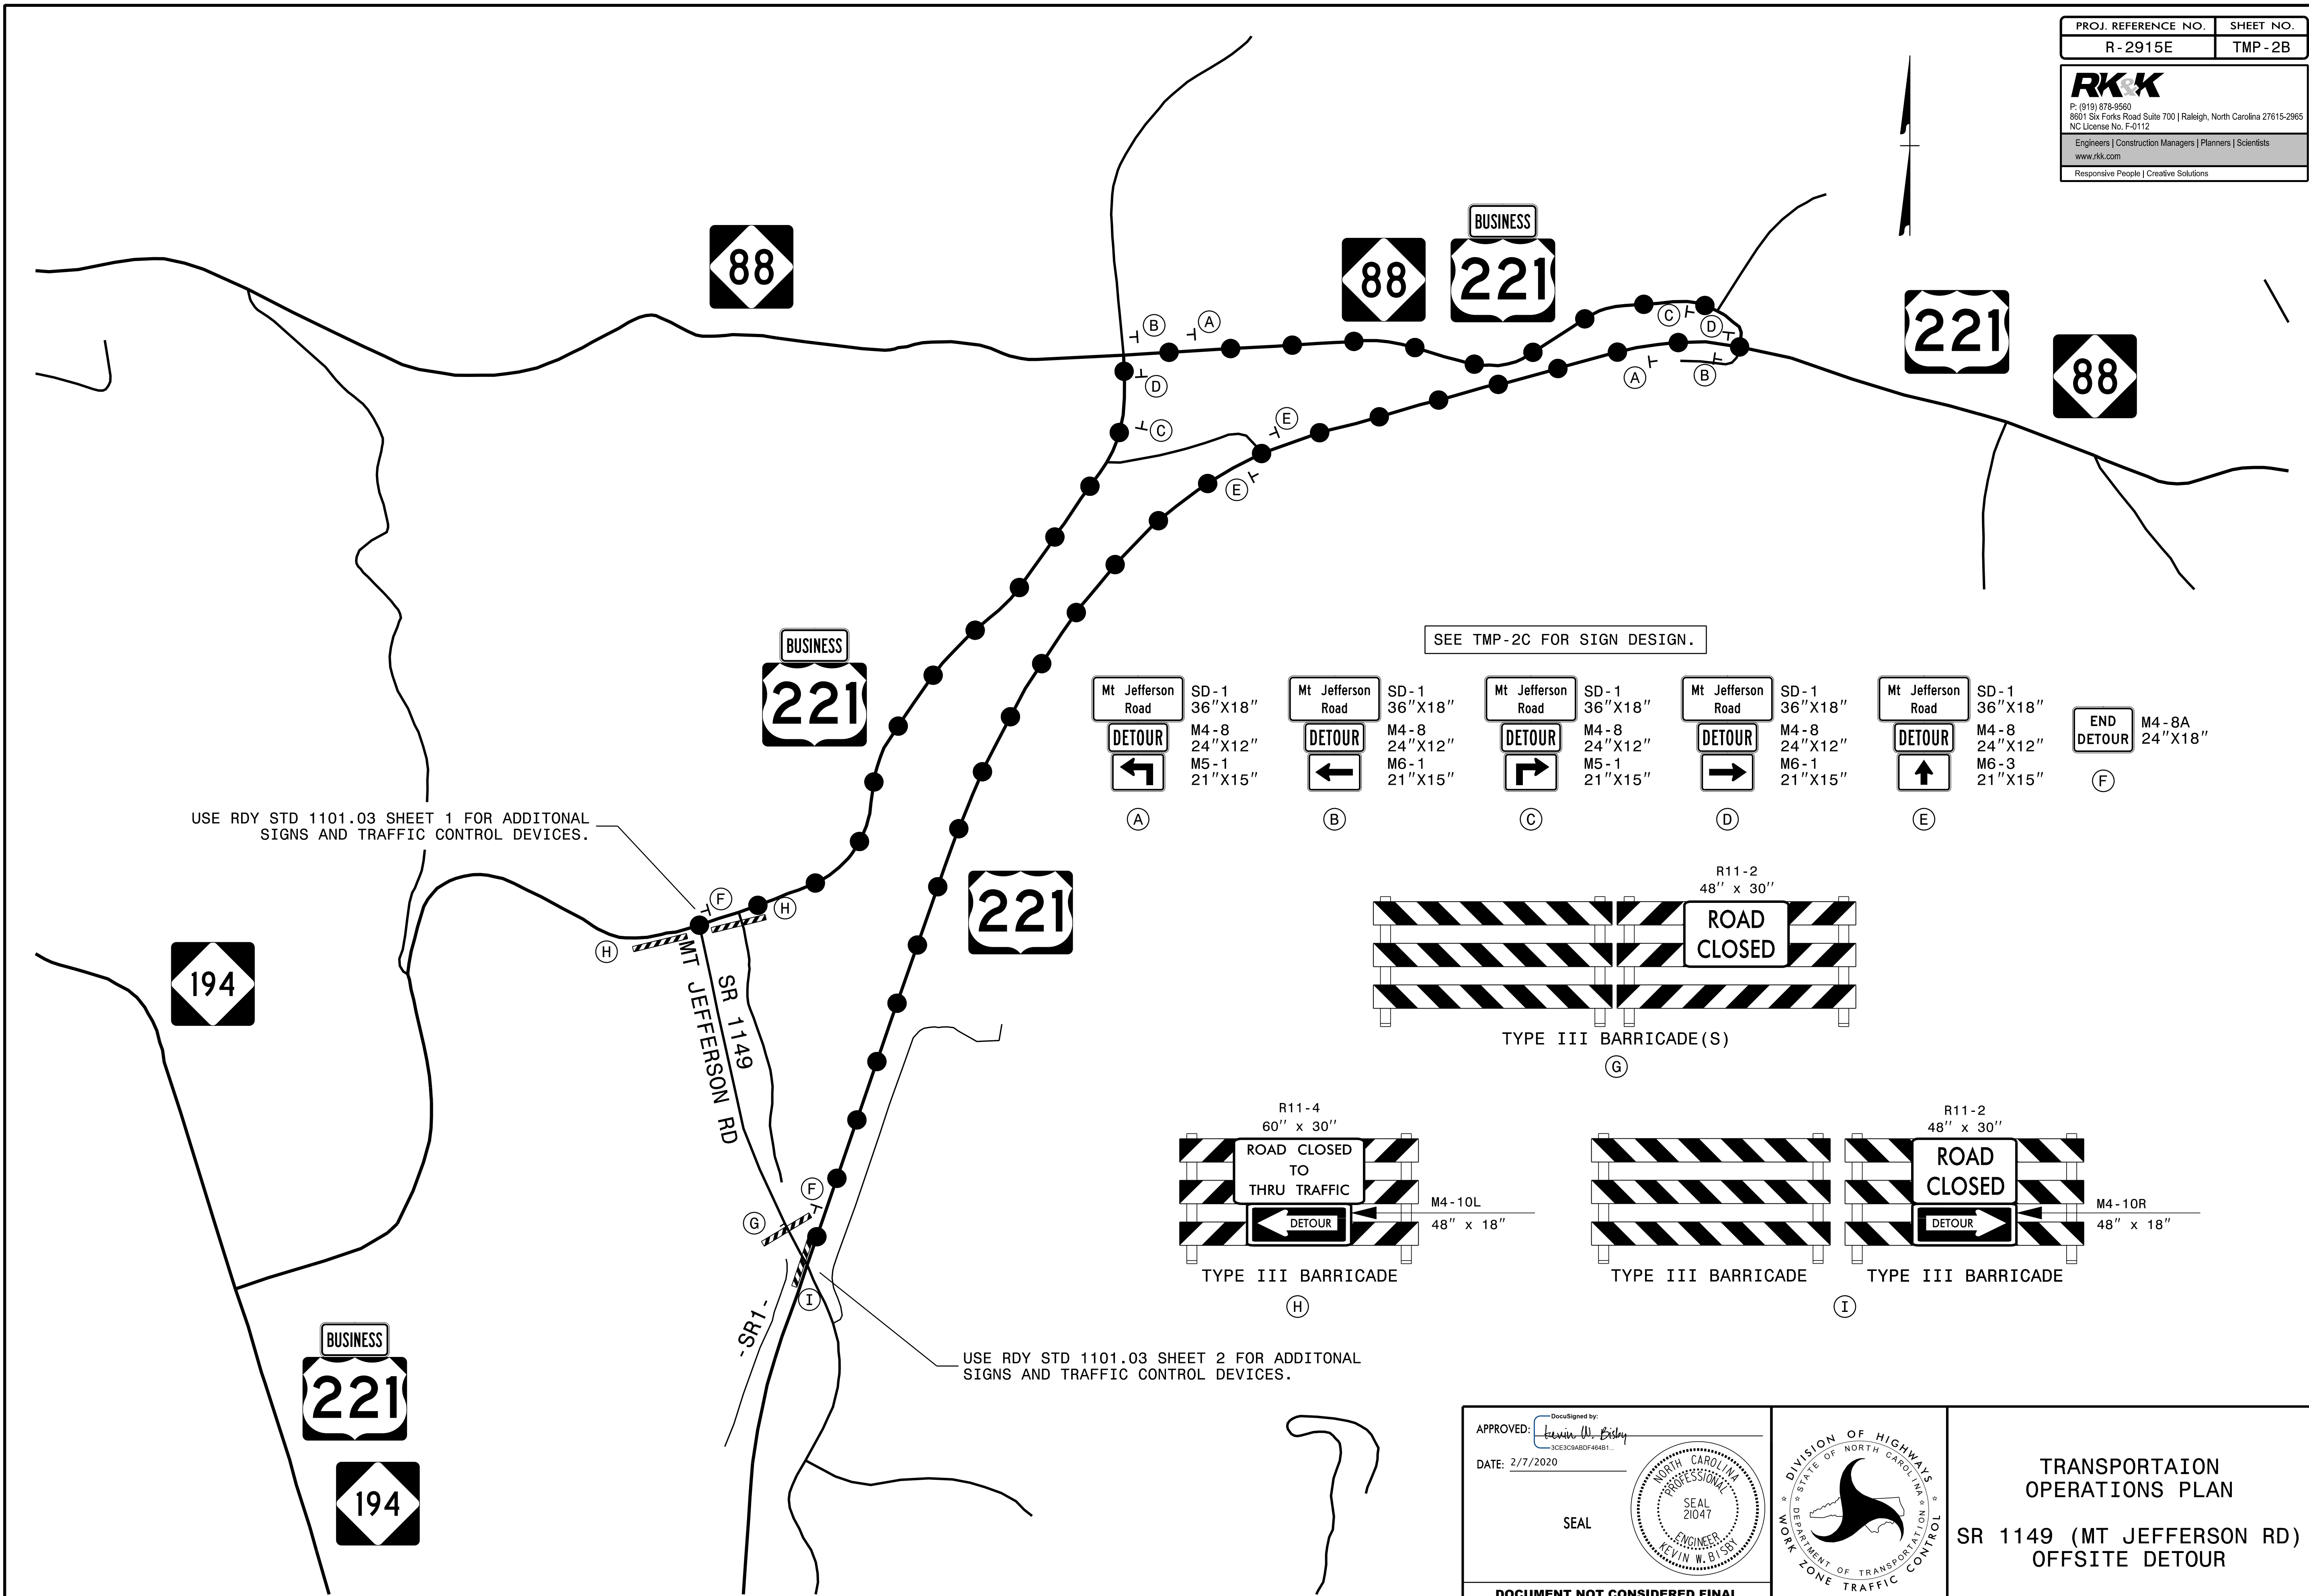 PROJ. REFERENCE NO. SHEET NO.
R-2915E TMP-2B
RK&K
P: (919) 878-9560
8601 Six Forks Road Suite 700 | Raleigh, North Carolina 27615-2965
NC License No. F-0112
Engineers | Construction Managers | Planners | Scientists
www.rkk.com
Responsive People | Creative Solutions
88
88
BUSINESS
221
221
88
B
A
D
C
E
E
C
D
A
B
BUSINESS
221
SEE TMP-2C FOR SIGN DESIGN.
Mt Jefferson
Road
DETOUR
SD-1
36"X18"
M4-8
24"X12"
M5-1
21"X15"
A
Mt Jefferson
Road
DETOUR
SD-1
36"X18"
M4-8
24"X12"
M6-1
21"X15"
B
Mt Jefferson
Road
DETOUR
SD-1
36"X18"
M4-8
24"X12"
M5-1
21"X15"
C
Mt Jefferson
Road
DETOUR
SD-1
36"X18"
M4-8
24"X12"
M6-1
21"X15"
D
Mt Jefferson
Road
DETOUR
SD-1
36"X18"
M4-8
24"X12"
M6-3
21"X15"
E
END
DETOUR
M4-8A
24"X18"
F
USE RDY STD 1101.03 SHEET 1 FOR ADDITONAL
SIGNS AND TRAFFIC CONTROL DEVICES.
F
H
H
MT JEFFERSON RD
SR 1149
221
194
R11-2
48" x 30"
ROAD
CLOSED
TYPE III BARRICADE(S)
G
R11-4
60" x 30"
ROAD CLOSED
TO
THRU TRAFFIC
DETOUR
M4-10L
48" x 18"
TYPE III BARRICADE
H
R11-2
48" x 30"
ROAD
CLOSED
DETOUR
M4-10R
48" x 18"
TYPE III BARRICADE TYPE III BARRICADE
I
F
G
I
-SR1-
USE RDY STD 1101.03 SHEET 2 FOR ADDITONAL
SIGNS AND TRAFFIC CONTROL DEVICES.
BUSINESS
221
194
APPROVED:
DocuSigned by:
Kevin W. Bisby
3CE3C9ABDF464B1...
DATE: 2/7/2020
SEAL
NORTH CAROLINA
PROFESSIONAL
SEAL
21047
ENGINEER
KEVIN W. BISBY
DOCUMENT NOT CONSIDERED FINAL
DIVISION OF HIGHWAYS
STATE OF NORTH CAROLINA
DEPARTMENT OF TRANSPORTATION
WORK ZONE TRAFFIC CONTROL
TRANSPORTAION
OPERATIONS PLAN
SR 1149 (MT JEFFERSON RD)
OFFSITE DETOUR